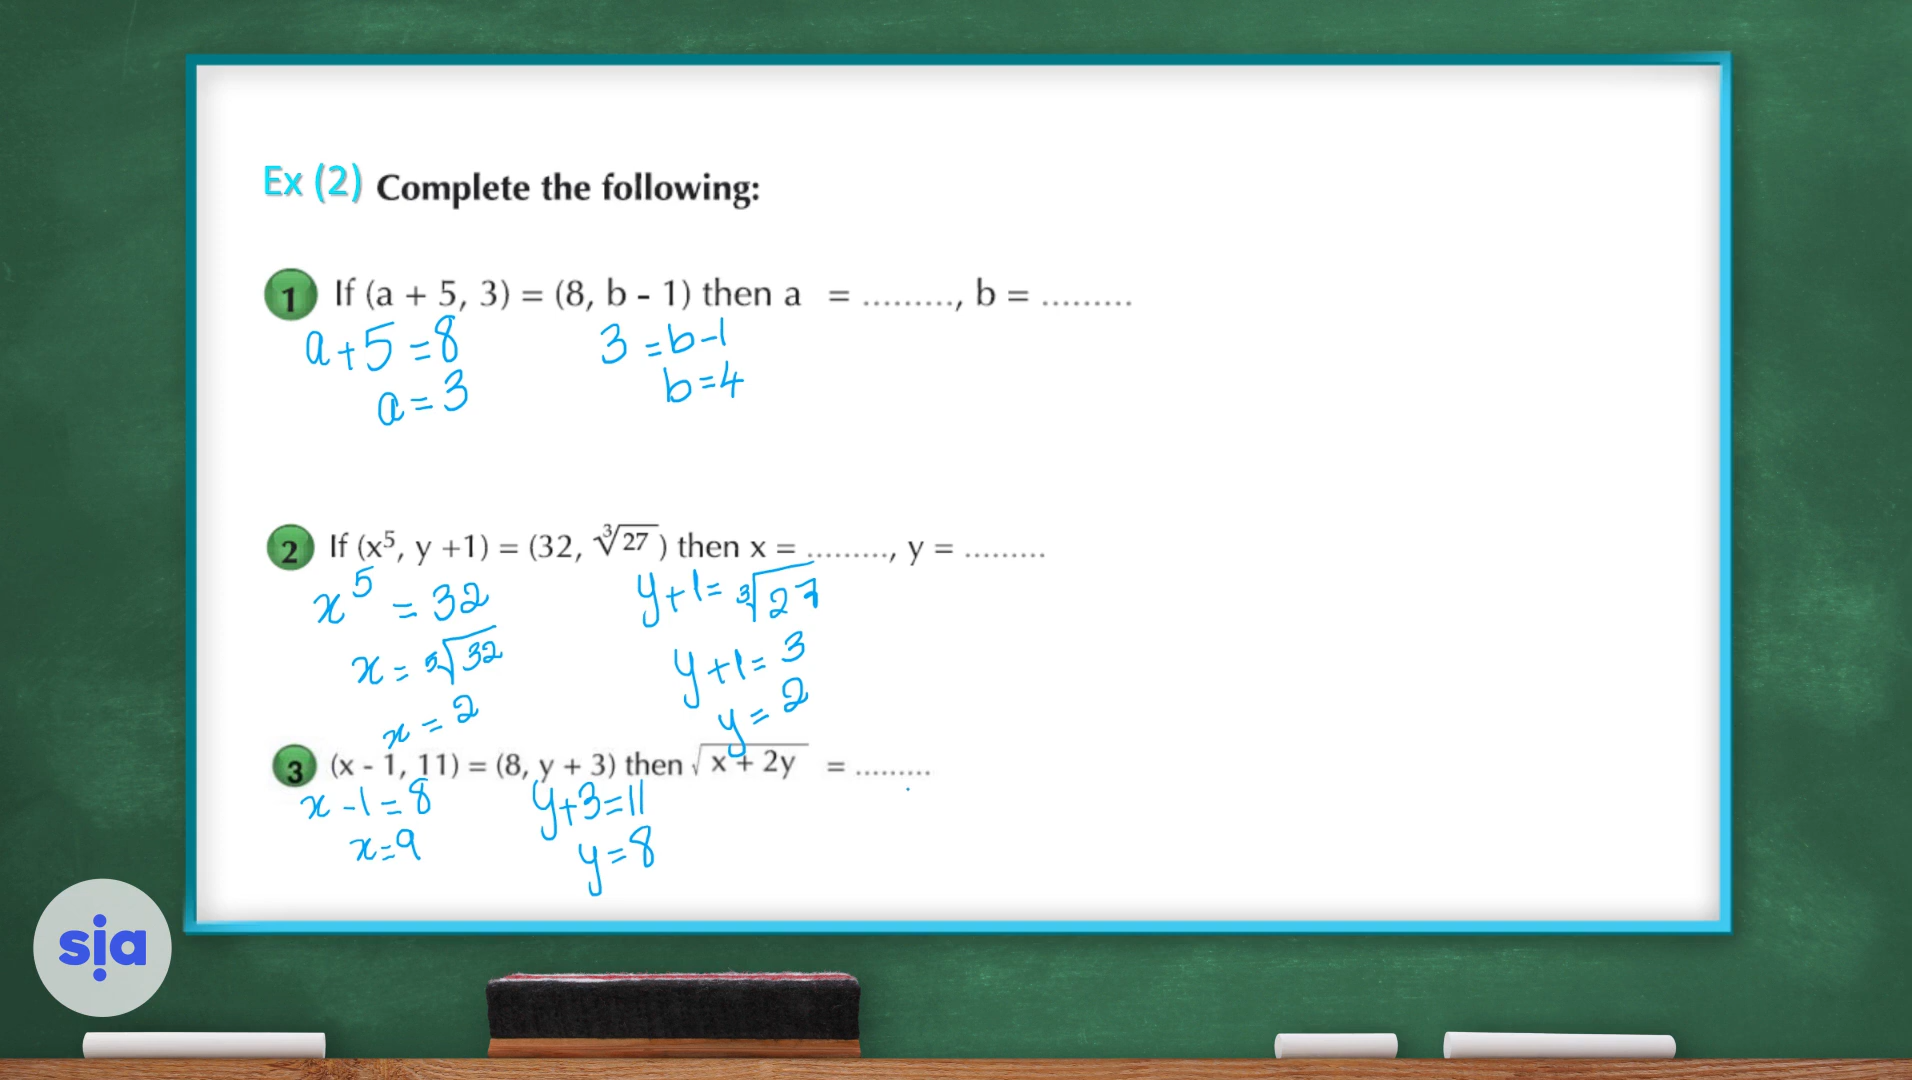 Ex (2) Complete the following:
1 If (a + 5, 3) = (8, b - 1) then a = ........., b = .........
a+5=8 3=b-1
a=3 b=4
2 If (x⁵, y +1) = (32, ∛27) then x = ........., y = .........
x⁵ = 32 y+1=∛27
x = ⁵√32 y+1=3
x = 2 y=2
3 (x - 1, 11) = (8, y + 3) then √x + 2y = .........
x-1=8 y+3=11
x=9 y=8
sia